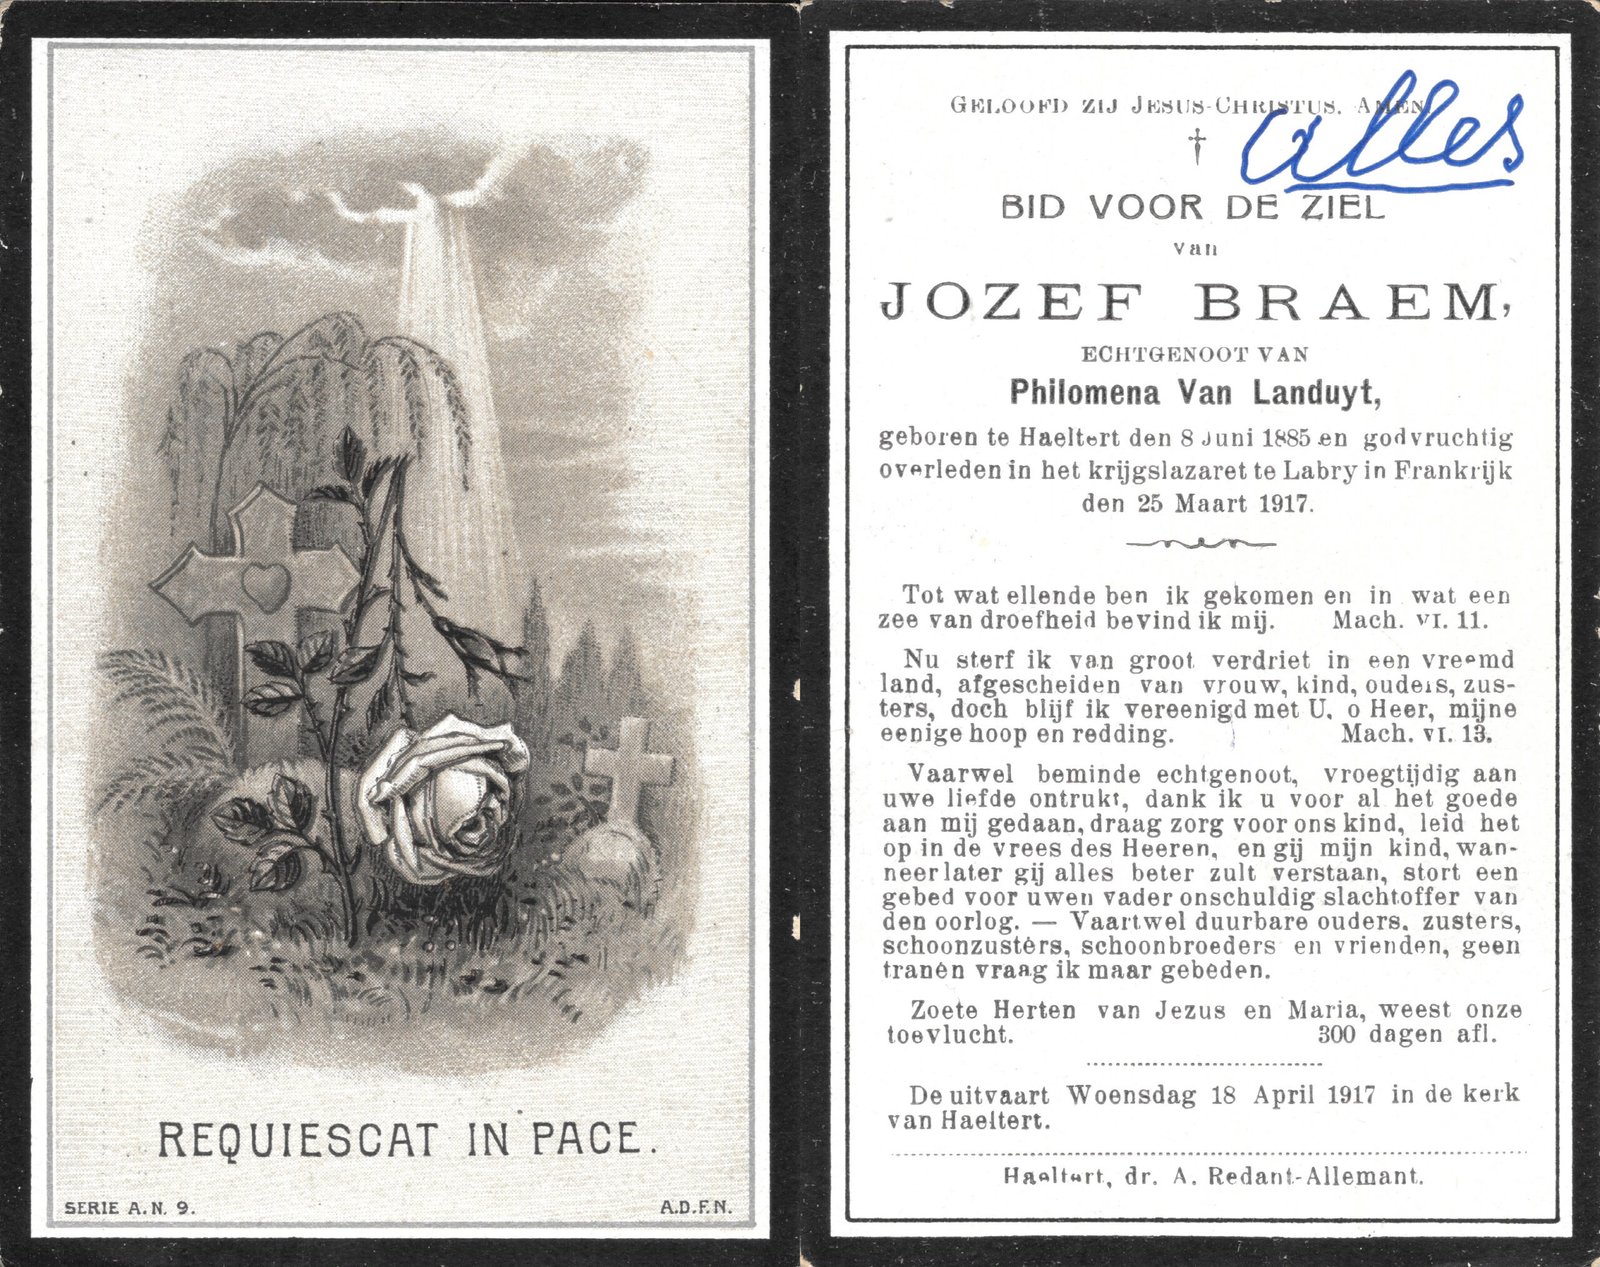 REQUIESCAT IN PACE.
SERIE A. N. 9.
A.D.F.N.
GELOOFD ZIJ JESUS-CHRISTUS, AMEN.
alles
BID VOOR DE ZIEL
van
JOZEF BRAEM,
ECHTGENOOT VAN
Philomena Van Landuyt,
geboren te Haeltert den 8 Juni 1885 en godvruchtig
overleden in het krijgslazaret te Labry in Frankrijk
den 25 Maart 1917.
Tot wat ellende ben ik gekomen en in wat een
zee van droefheid bevind ik mij. Mach. VI. 11.
Nu sterf ik van groot verdriet in een vreemd
land, afgescheiden van vrouw, kind, ouders, zus-
ters, doch blijf ik vereenigd met U, o Heer, mijne
eenige hoop en redding. Mach. VI. 13.
Vaarwel beminde echtgenoot, vroegtijdig aan
uwe liefde ontrukt, dank ik u voor al het goede
aan mij gedaan, draag zorg voor ons kind, leid het
op in de vrees des Heeren, en gij mijn kind, wan-
neer later gij alles beter zult verstaan, stort een
gebed voor uwen vader onschuldig slachtoffer van
den oorlog. — Vaartwel duurbare ouders, zusters,
schoonzusters, schoonbroeders en vrienden, geen
tranen vraag ik maar gebeden.
Zoete Herten van Jezus en Maria, weest onze
toevlucht. 300 dagen afl.
De uitvaart Woensdag 18 April 1917 in de kerk
van Haeltert.
Haeltert, dr. A. Redant-Allemant.